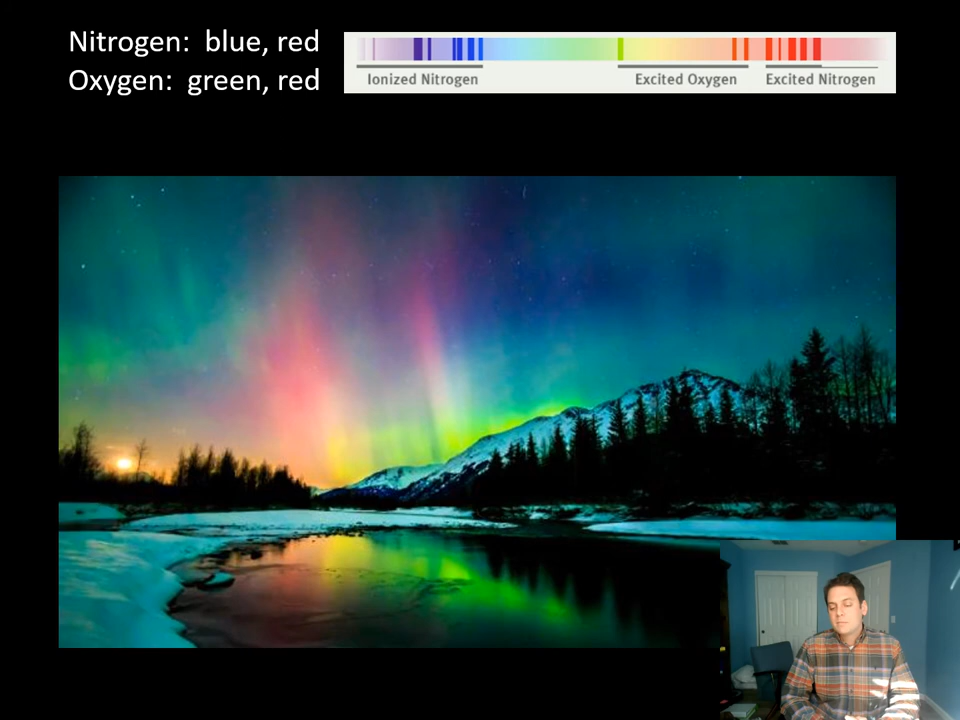 Nitrogen:  blue, red
Oxygen:  green, red
Ionized Nitrogen Excited Oxygen Excited Nitrogen